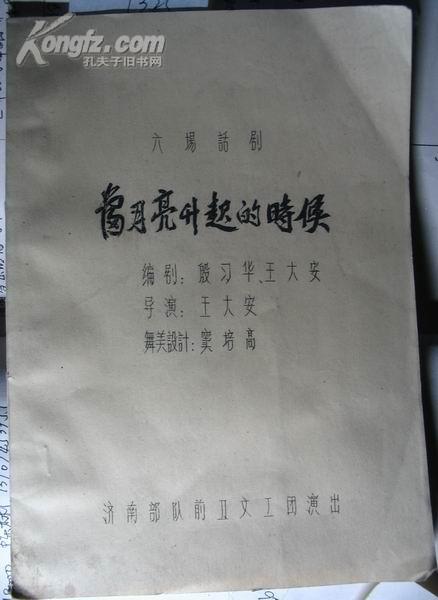 Kongfz.com
孔夫子旧书网
六場話剧
當月亮升起的時候
编剧：殷习华、王大安
导演：王大安
舞美設計：窦培高
济南部队前卫文工团演出